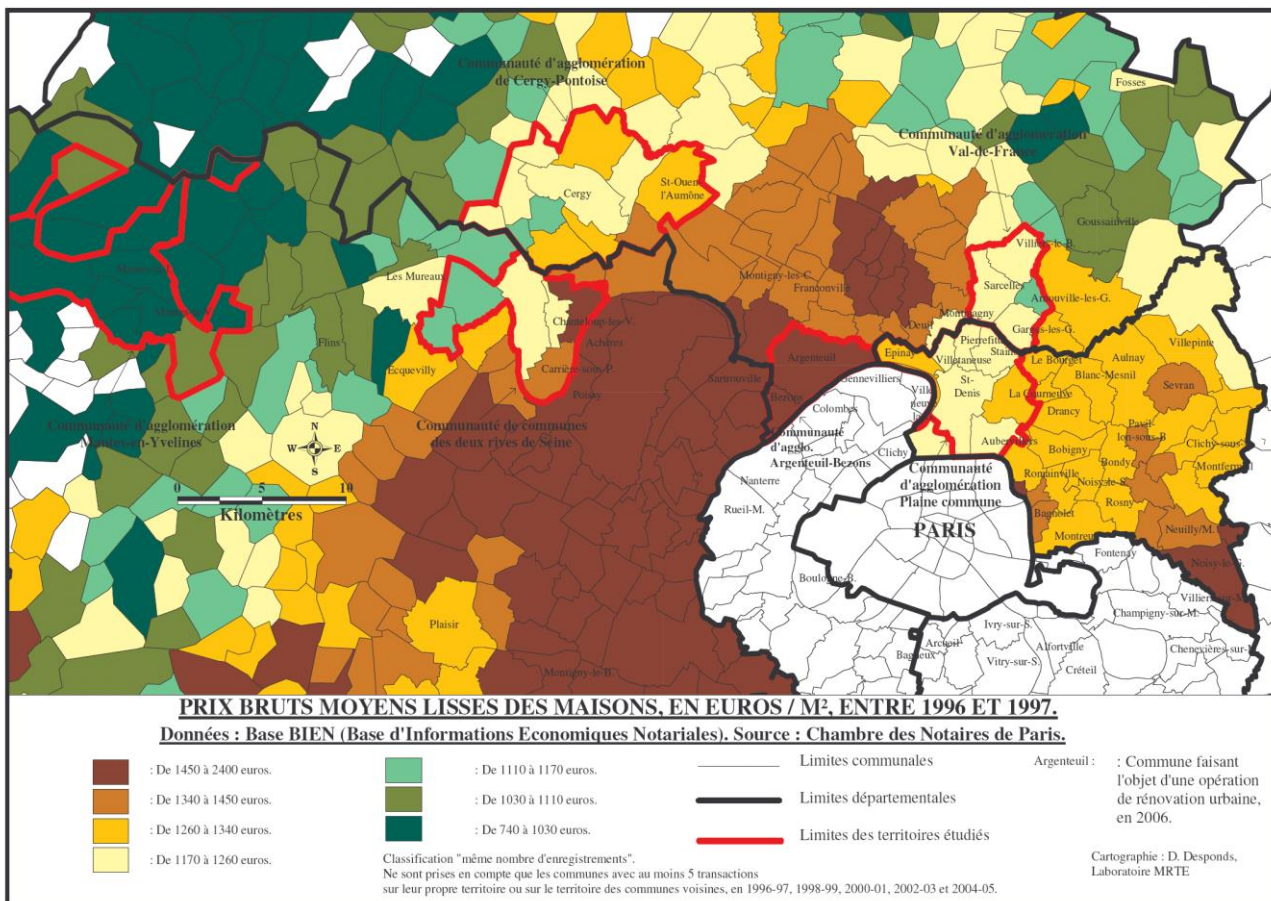 Communauté d'agglomération
de Cergy-Pontoise
Fosses
Communauté d'agglomération
Val-de-France
Cergy
St-Ouen
l'Aumône
Goussainville
Villiers-le-B.
Les Mureaux
Montigny-les-C.
Franconville
Sarcelles
Arnouville-les-G.
Montmagny
Garges-les-G.
Deuil
Chanteloup-les-V.
Achères
Flins
Ecquevilly
Carrière-sous-P.
Poissy
Sartrouville
Argenteuil
Bezons
Epinay
Pierrefitte
Villetaneuse
Stains
Le Bourget
Aulnay
Villepinte
Blanc-Mesnil
Gennevilliers
Ville
neuve
St-
Denis
La Courneuve
Sevran
Drancy
Colombes
Communauté d'agglomération
Mantes-en-Yvelines
Communauté de communes
des deux rives de Seine
Communauté
d'agglo.
Argenteuil-Bezons
Clichy
Aubervilliers
Bobigny
Pavil-
lon-sous-B
Clichy-sous-
Montfermeil
Bondy
Romainville
Noisy-le-S.
Rosny
Nanterre
Rueil-M.
Communauté
d'agglomération
Plaine commune
PARIS
Bagnolet
Montreuil
Neuilly/M.
Fontenay
Noisy-le-G.
N
W E
S
0 5 10
Kilomètres
Boulogne-B.
Villiers-sur-M.
Champigny-sur-M.
Plaisir
Ivry-sur-S.
Arcueil
Alfortville
Bagneux
Vitry-sur-S.
Créteil
Chenevières-sur-
Montigny-le-B.
PRIX BRUTS MOYENS LISSES DES MAISONS, EN EUROS / M², ENTRE 1996 ET 1997.
Données : Base BIEN (Base d'Informations Economiques Notariales). Source : Chambre des Notaires de Paris.
: De 1450 à 2400 euros.
: De 1340 à 1450 euros.
: De 1260 à 1340 euros.
: De 1170 à 1260 euros.
: De 1110 à 1170 euros.
: De 1030 à 1110 euros.
: De 740 à 1030 euros.
Classification "même nombre d'enregistrements".
Ne sont prises en compte que les communes avec au moins 5 transactions
sur leur propre territoire ou sur le territoire des communes voisines, en 1996-97, 1998-99, 2000-01, 2002-03 et 2004-05.
Limites communales
Limites départementales
Limites des territoires étudiés
Argenteuil : : Commune faisant
l'objet d'une opération
de rénovation urbaine,
en 2006.
Cartographie : D. Desponds,
Laboratoire MRTE